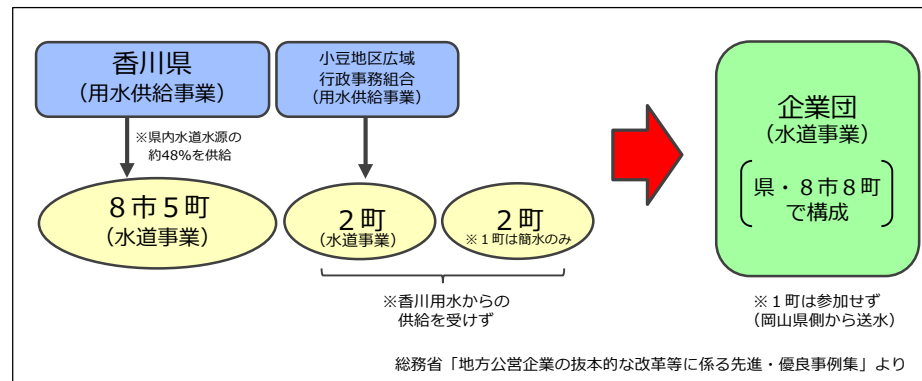 香川県
（用水供給事業）
小豆地区広域
行政事務組合
（用水供給事業）
※県内水道水源の
約48%を供給
８市５町
（水道事業）
２町
（水道事業）
２町
※１町は簡水のみ
※香川用水からの
供給を受けず
企業団
（水道事業）
県・８市８町
で構成
※１町は参加せず
（岡山県側から送水）
総務省「地方公営企業の抜本的な改革等に係る先進・優良事例集」より